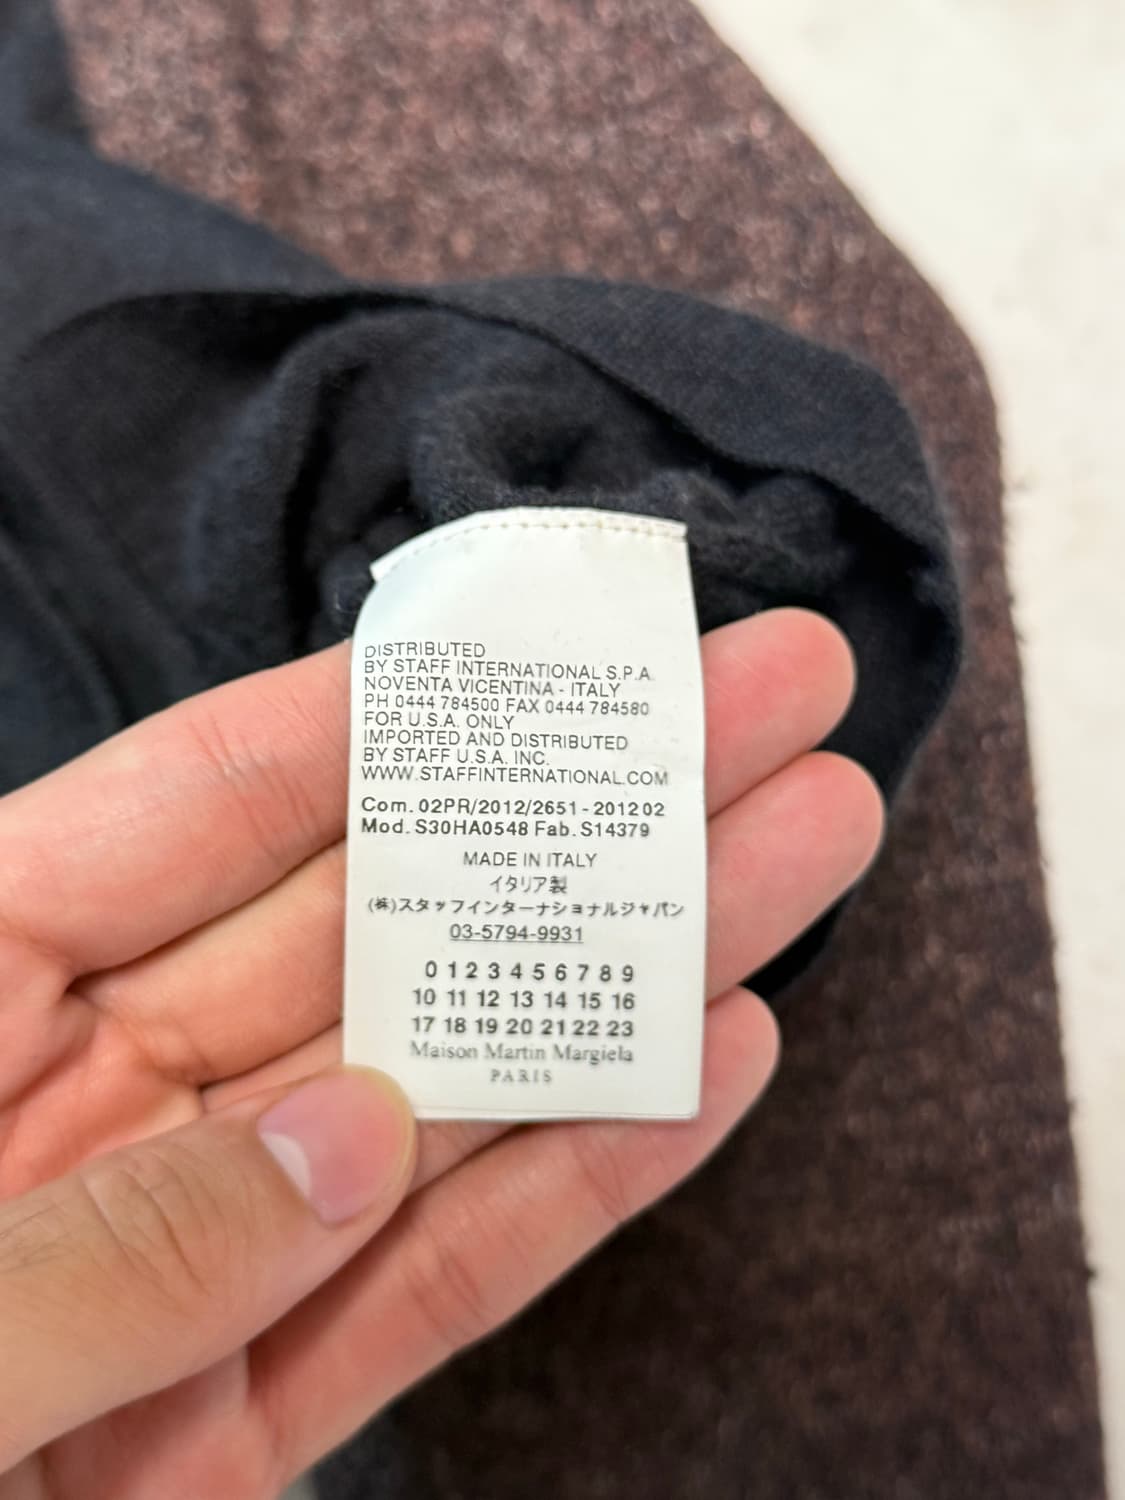 DISTRIBUTED
BY STAFF INTERNATIONAL S.P.A.
NOVENTA VICENTINA - ITALY
PH 0444 784500 FAX 0444 784580
FOR U.S.A. ONLY
IMPORTED AND DISTRIBUTED
BY STAFF U.S.A. INC.
WWW.STAFFINTERNATIONAL.COM
Com. 02PR/2012/2651 - 201202
Mod. S30HA0548 Fab. S14379
MADE IN ITALY
イタリア製
(株)スタッフインターナショナルジャパン
03-5794-9931
0 1 2 3 4 5 6 7 8 9
10 11 12 13 14 15 16
17 18 19 20 21 22 23
Maison Martin Margiela
PARIS